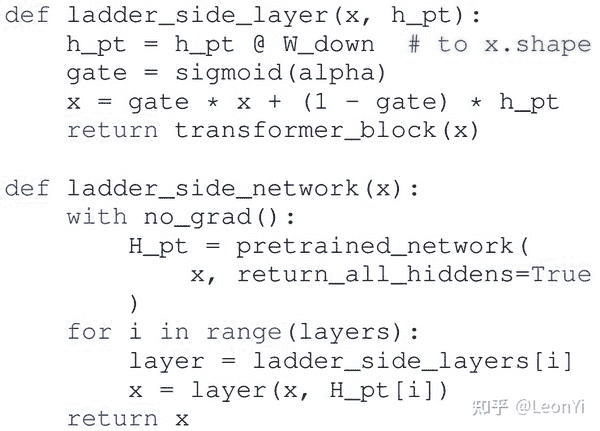 def ladder_side_layer(x, h_pt):
    h_pt = h_pt @ W_down  # to x.shape
    gate = sigmoid(alpha)
    x = gate * x + (1 - gate) * h_pt
    return transformer_block(x)

def ladder_side_network(x):
    with no_grad():
        H_pt = pretrained_network(
            x, return_all_hiddens=True
        )
    for i in range(layers):
        layer = ladder_side_layers[i]
        x = layer(x, H_pt[i])
    return x
知乎 @LeonYi